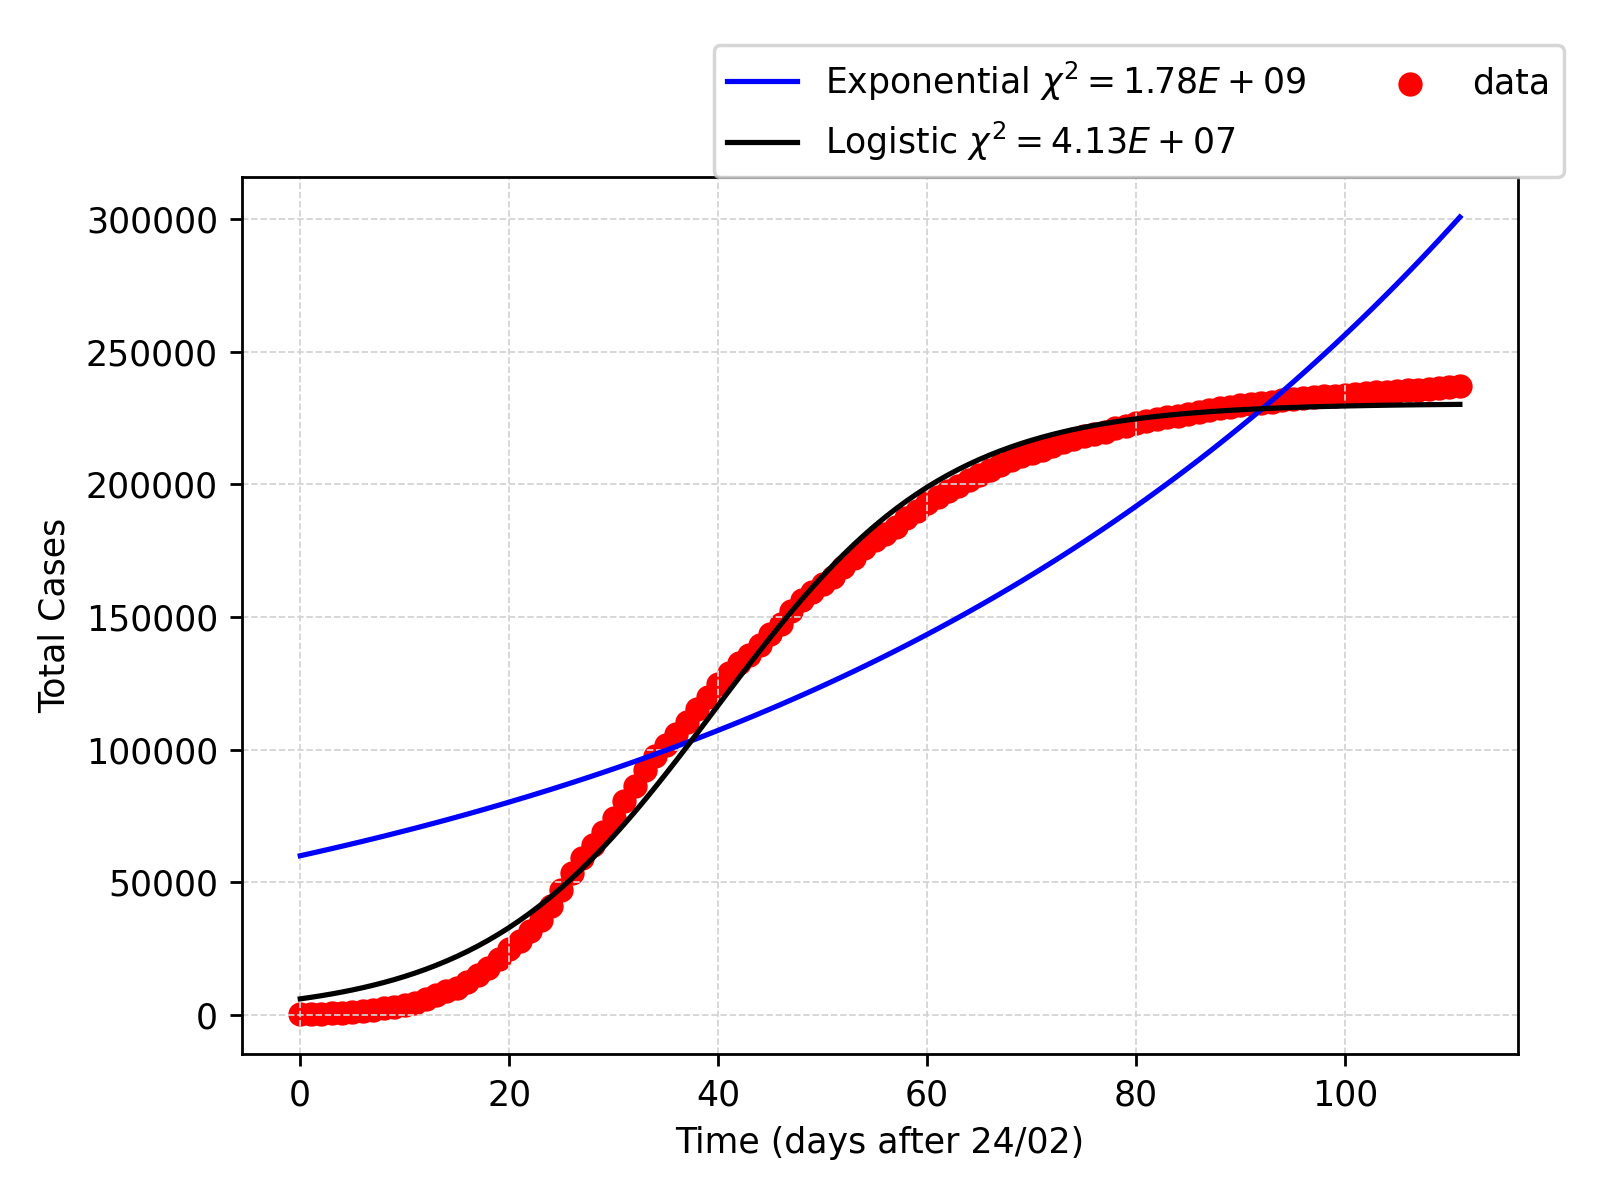 Exponential χ² = 1.78E + 09
data
Logistic χ² = 4.13E + 07
300000
250000
200000
150000
100000
50000
0
Total Cases
0 20 40 60 80 100
Time (days after 24/02)